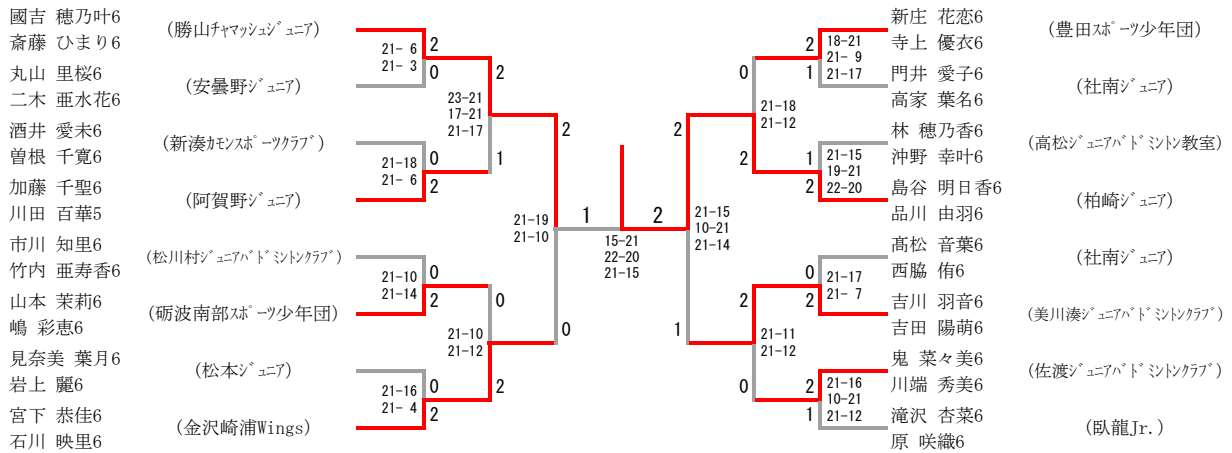 國吉 穂乃叶6
(勝山ﾁｬﾏｯｼｭｼﾞｭﾆｱ)
斎藤 ひまり6
21- 6
21- 3
2
0
丸山 里桜6
(安曇野ｼﾞｭﾆｱ)
二木 亜水花6
2
23-21
17-21
21-17
1
酒井 愛未6
(新湊ｶﾓﾝｽﾎﾟｰﾂｸﾗﾌﾞ)
曽根 千寛6
21-18
21- 6
0
2
加藤 千聖6
(阿賀野ｼﾞｭﾆｱ)
川田 百華5
2
21-19
21-10
0
市川 知里6
(松川村ｼﾞｭﾆｱﾊﾞﾄﾞﾐﾝﾄﾝｸﾗﾌﾞ)
竹内 亜寿香6
21-10
21-14
0
2
山本 茉莉6
(砺波南部ｽﾎﾟｰﾂ少年団)
嶋 彩恵6
0
21-10
21-12
2
見奈美 葉月6
(松本ｼﾞｭﾆｱ)
岩上 麗6
21-16
21- 4
0
2
宮下 恭佳6
(金沢崎浦Wings)
石川 映里6
1
2
15-21
22-20
21-15
新庄 花恋6
(豊田ｽﾎﾟｰﾂ少年団)
寺上 優衣6
2
1
18-21
21- 9
21-17
門井 愛子6
(社南ｼﾞｭﾆｱ)
高家 葉名6
0
21-18
21-12
2
林 穂乃香6
(高松ｼﾞｭﾆｱﾊﾞﾄﾞﾐﾝﾄﾝ教室)
沖野 幸叶6
1
2
21-15
19-21
22-20
島谷 明日香6
(柏崎ｼﾞｭﾆｱ)
品川 由羽6
2
21-15
10-21
21-14
1
髙松 音葉6
(社南ｼﾞｭﾆｱ)
西脇 侑6
0
2
21-17
21- 7
吉川 羽音6
(美川湊ｼﾞｭﾆｱﾊﾞﾄﾞﾐﾝﾄﾝｸﾗﾌﾞ)
吉田 陽萌6
2
21-11
21-12
0
鬼 菜々美6
(佐渡ｼﾞｭﾆｱﾊﾞﾄﾞﾐﾝﾄﾝｸﾗﾌﾞ)
川端 秀美6
2
1
21-16
10-21
21-12
滝沢 杏菜6
(臥龍Jr.)
原 咲織6